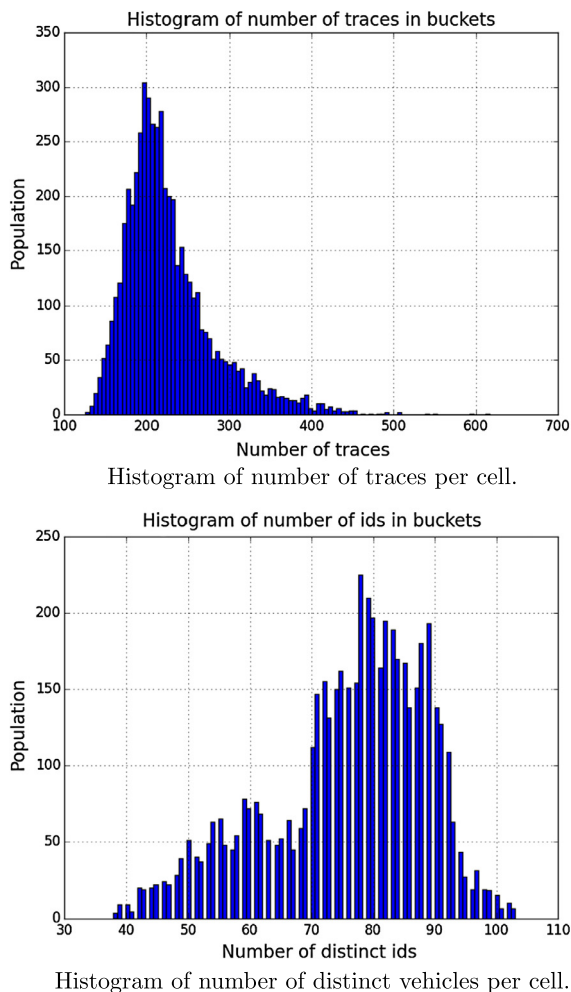 Histogram of number of traces in buckets
350
300
250
200
150
100
50
0
Population
100 200 300 400 500 600 700
Number of traces
Histogram of number of traces per cell.
Histogram of number of ids in buckets
250
200
150
100
50
0
Population
30 40 50 60 70 80 90 100 110
Number of distinct ids
Histogram of number of distinct vehicles per cell.